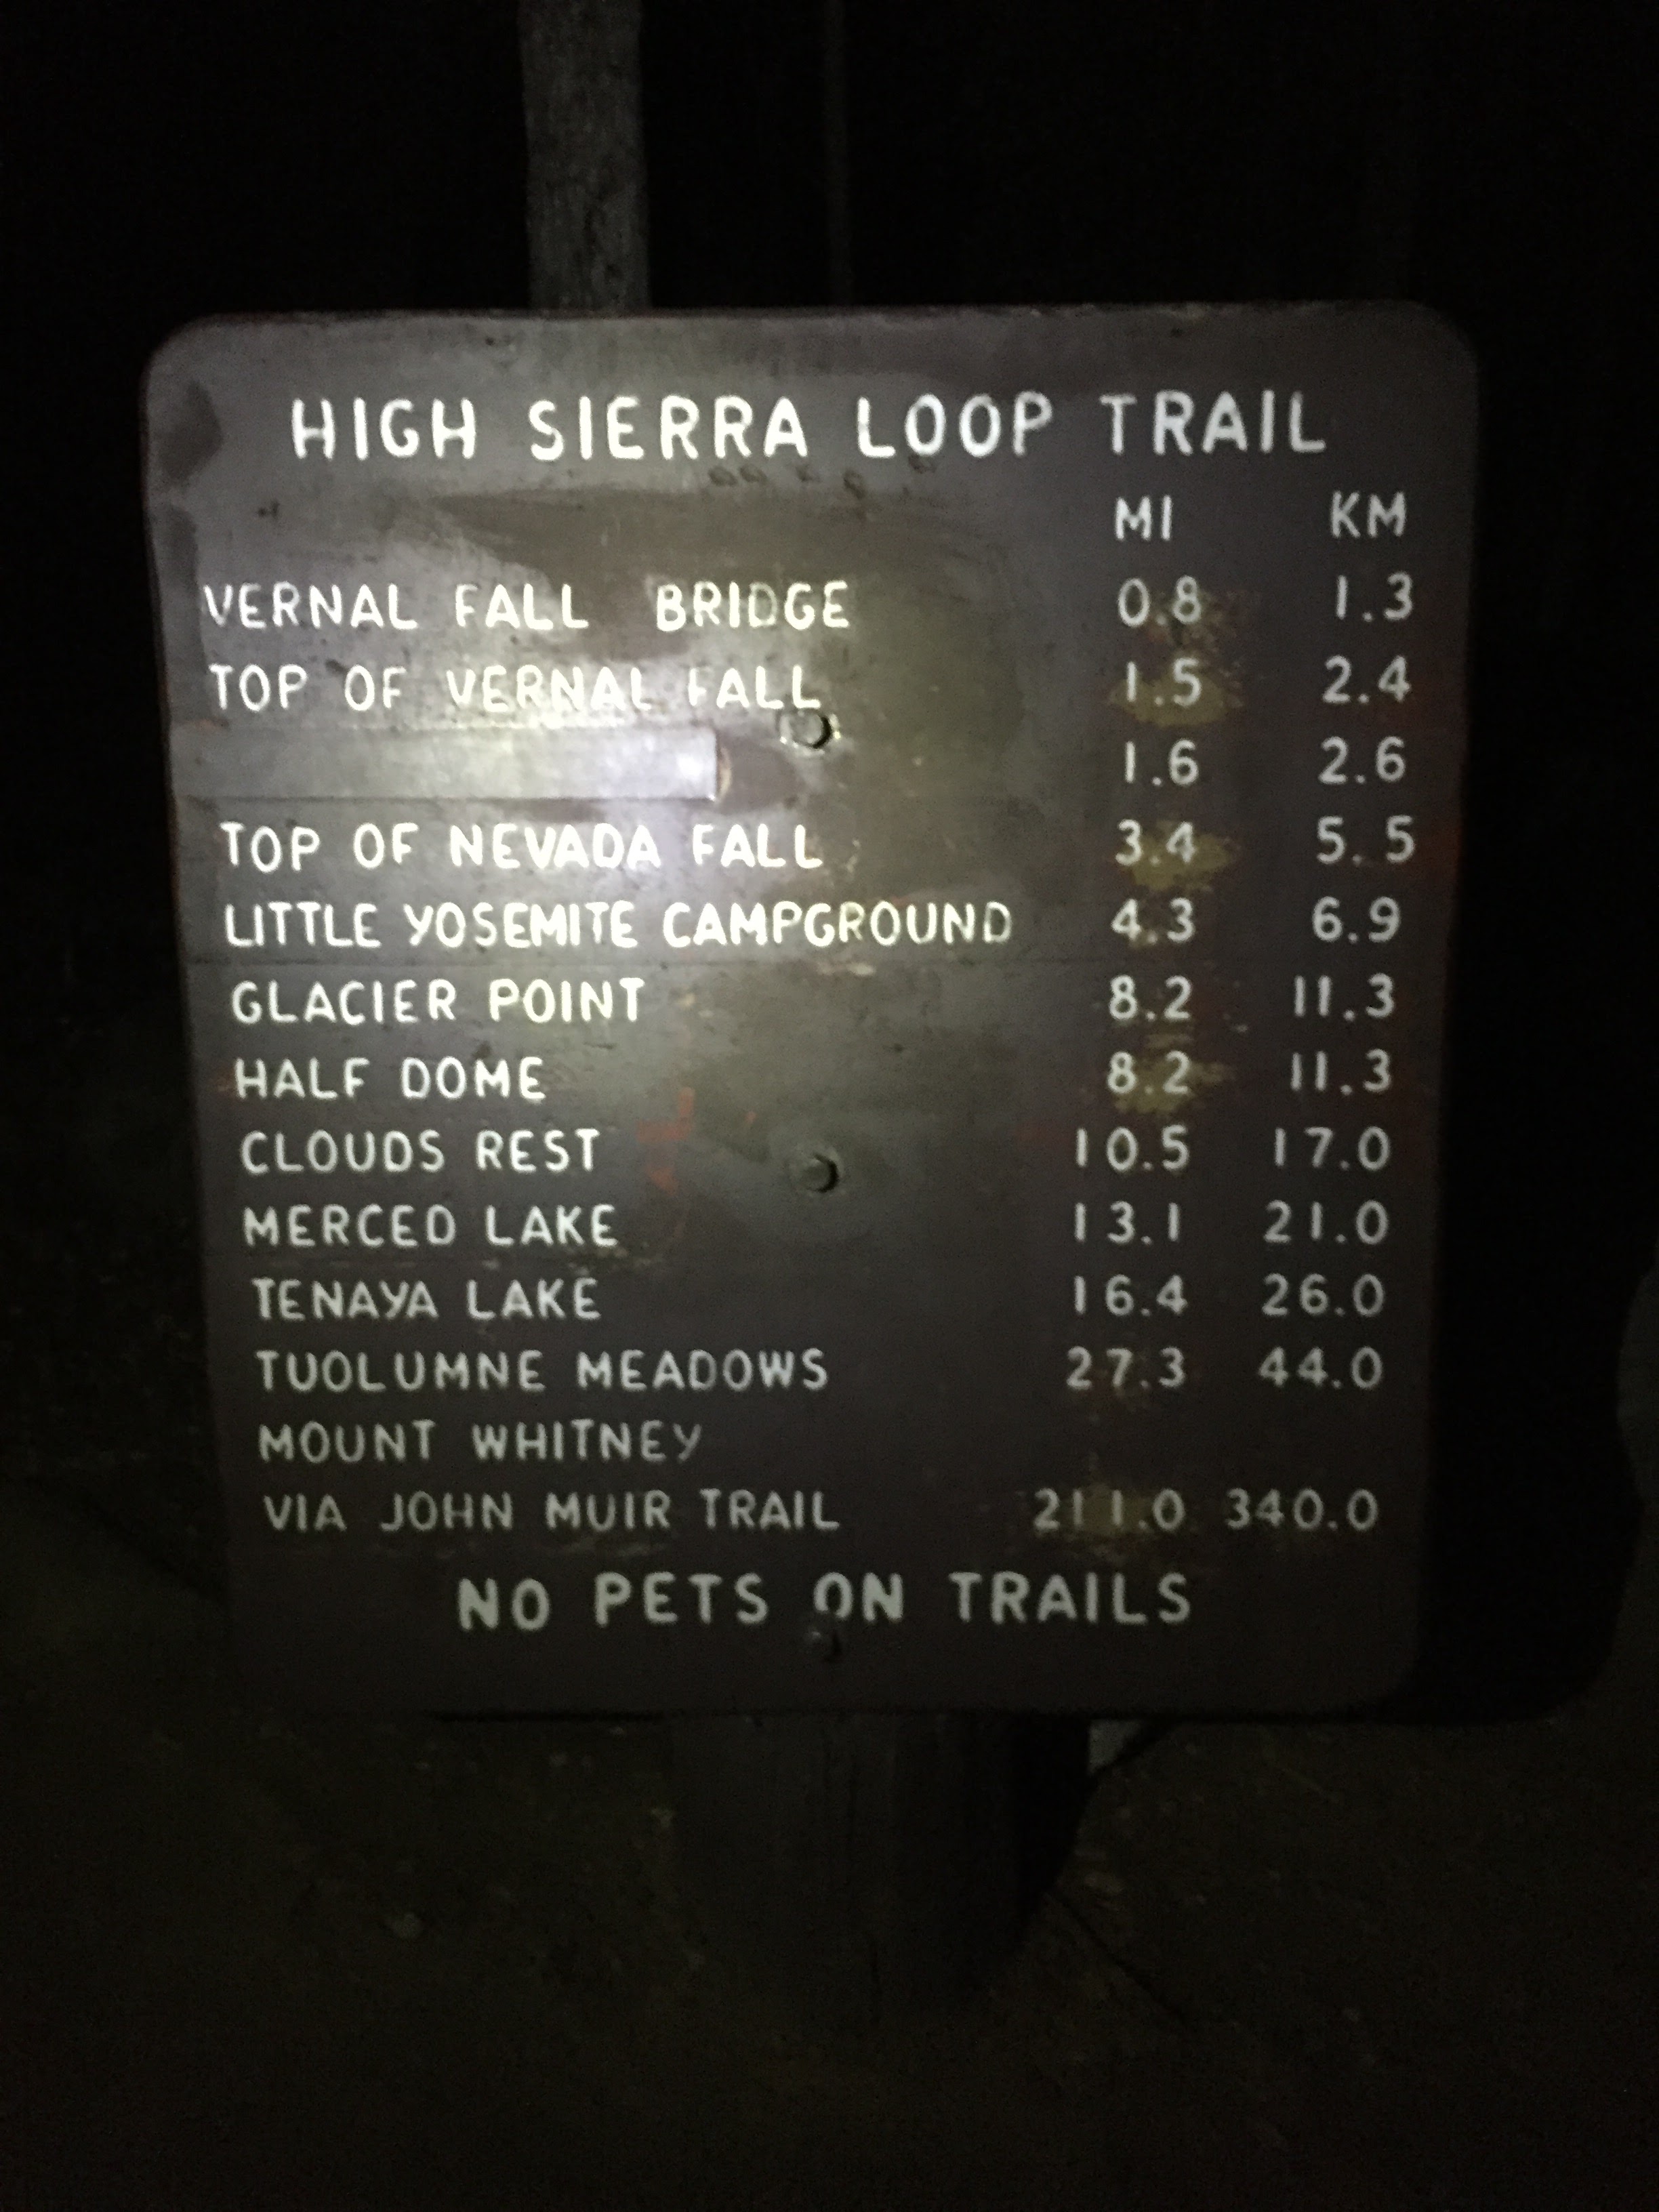 HIGH SIERRA LOOP TRAIL
MI KM
VERNAL FALL BRIDGE 0.8 1.3
TOP OF VERNAL FALL 1.5 2.4
1.6 2.6
TOP OF NEVADA FALL 3.4 5.5
LITTLE YOSEMITE CAMPGROUND 4.3 6.9
GLACIER POINT 8.2 11.3
HALF DOME 8.2 11.3
CLOUDS REST 10.5 17.0
MERCED LAKE 13.1 21.0
TENAYA LAKE 16.4 26.0
TUOLUMNE MEADOWS 27.3 44.0
MOUNT WHITNEY
VIA JOHN MUIR TRAIL 211.0 340.0
NO PETS ON TRAILS